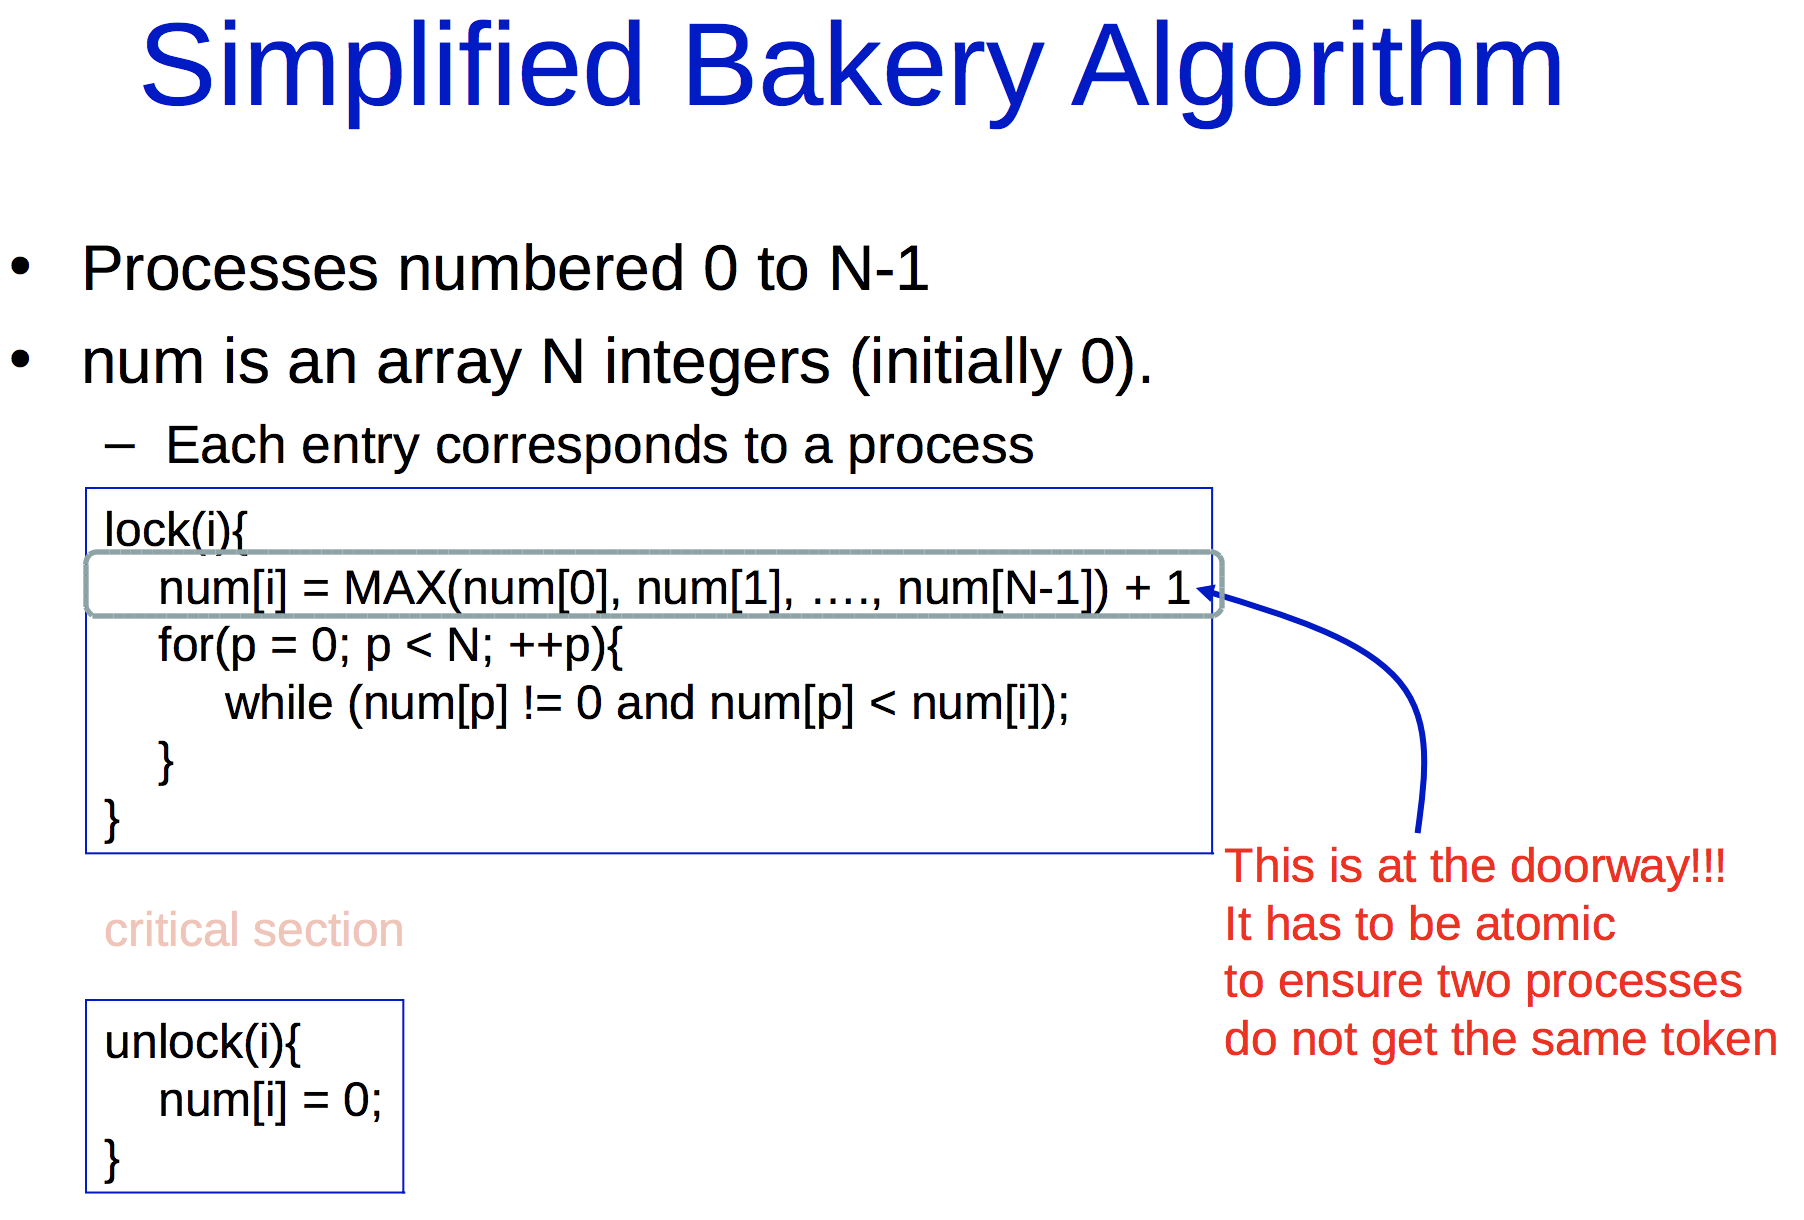 Simplified Bakery Algorithm
• Processes numbered 0 to N-1
• num is an array N integers (initially 0).
– Each entry corresponds to a process
lock(i){
num[i] = MAX(num[0], num[1], …., num[N-1]) + 1
for(p = 0; p < N; ++p){
while (num[p] != 0 and num[p] < num[i]);
}
}
This is at the doorway!!!
It has to be atomic
to ensure two processes
do not get the same token
critical section
unlock(i){
num[i] = 0;
}